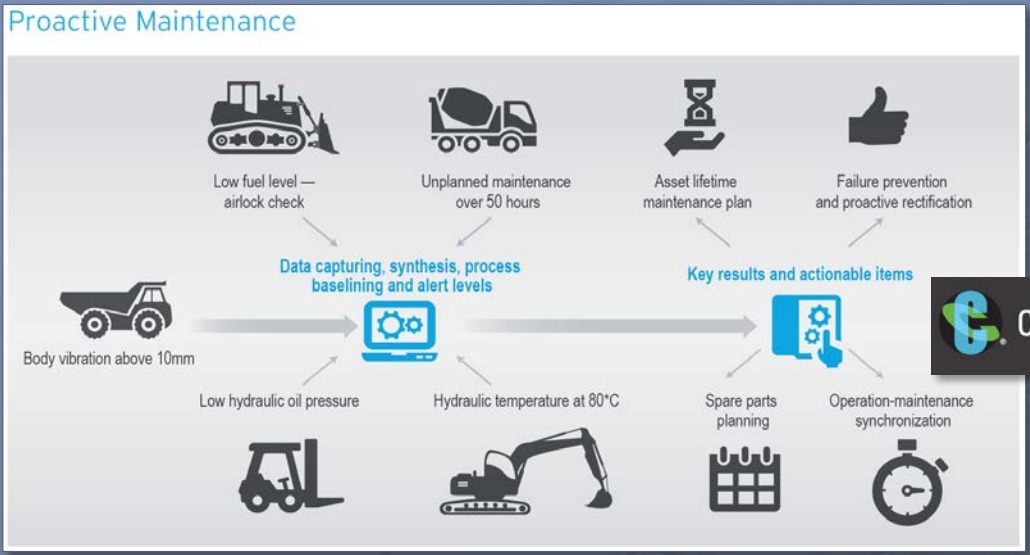 Proactive Maintenance
Low fuel level —
airlock check
Unplanned maintenance
over 50 hours
Asset lifetime
maintenance plan
Failure prevention
and proactive rectification
Data capturing, synthesis, process
baselining and alert levels
Key results and actionable items
Body vibration above 10mm
Low hydraulic oil pressure
Hydraulic temperature at 80*C
Spare parts
planning
Operation-maintenance
synchronization